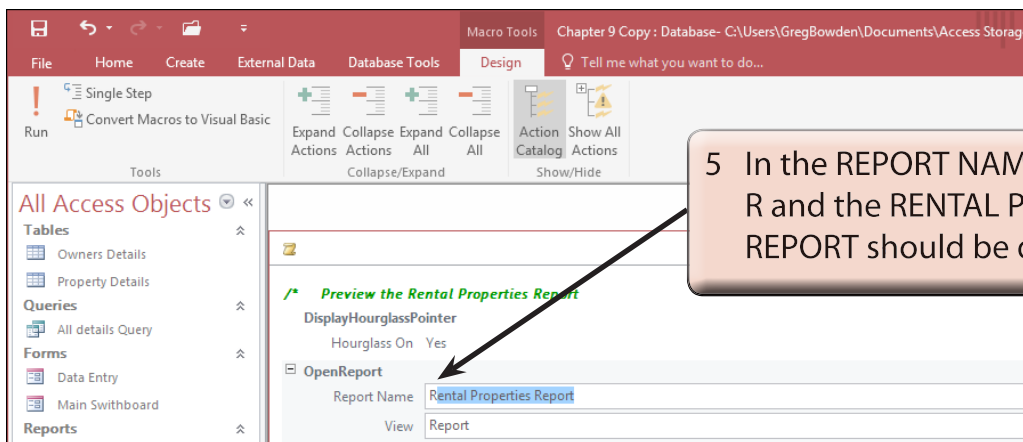 Macro Tools Chapter 9 Copy : Database- C:\Users\GregBowden\Documents\Access Storag
File Home Create External Data Database Tools Design Tell me what you want to do...
Run
Single Step
Convert Macros to Visual Basic
Tools
Expand Actions
Collapse Actions
Expand All
Collapse All
Collapse/Expand
Action Catalog
Show All Actions
Show/Hide
5 In the REPORT NAM
R and the RENTAL P
REPORT should be
All Access Objects
Tables
Owners Details
Property Details
Queries
All details Query
Forms
Data Entry
Main Swithboard
Reports
/* Preview the Rental Properties Report
DisplayHourglassPointer
Hourglass On Yes
OpenReport
Report Name Rental Properties Report
View Report